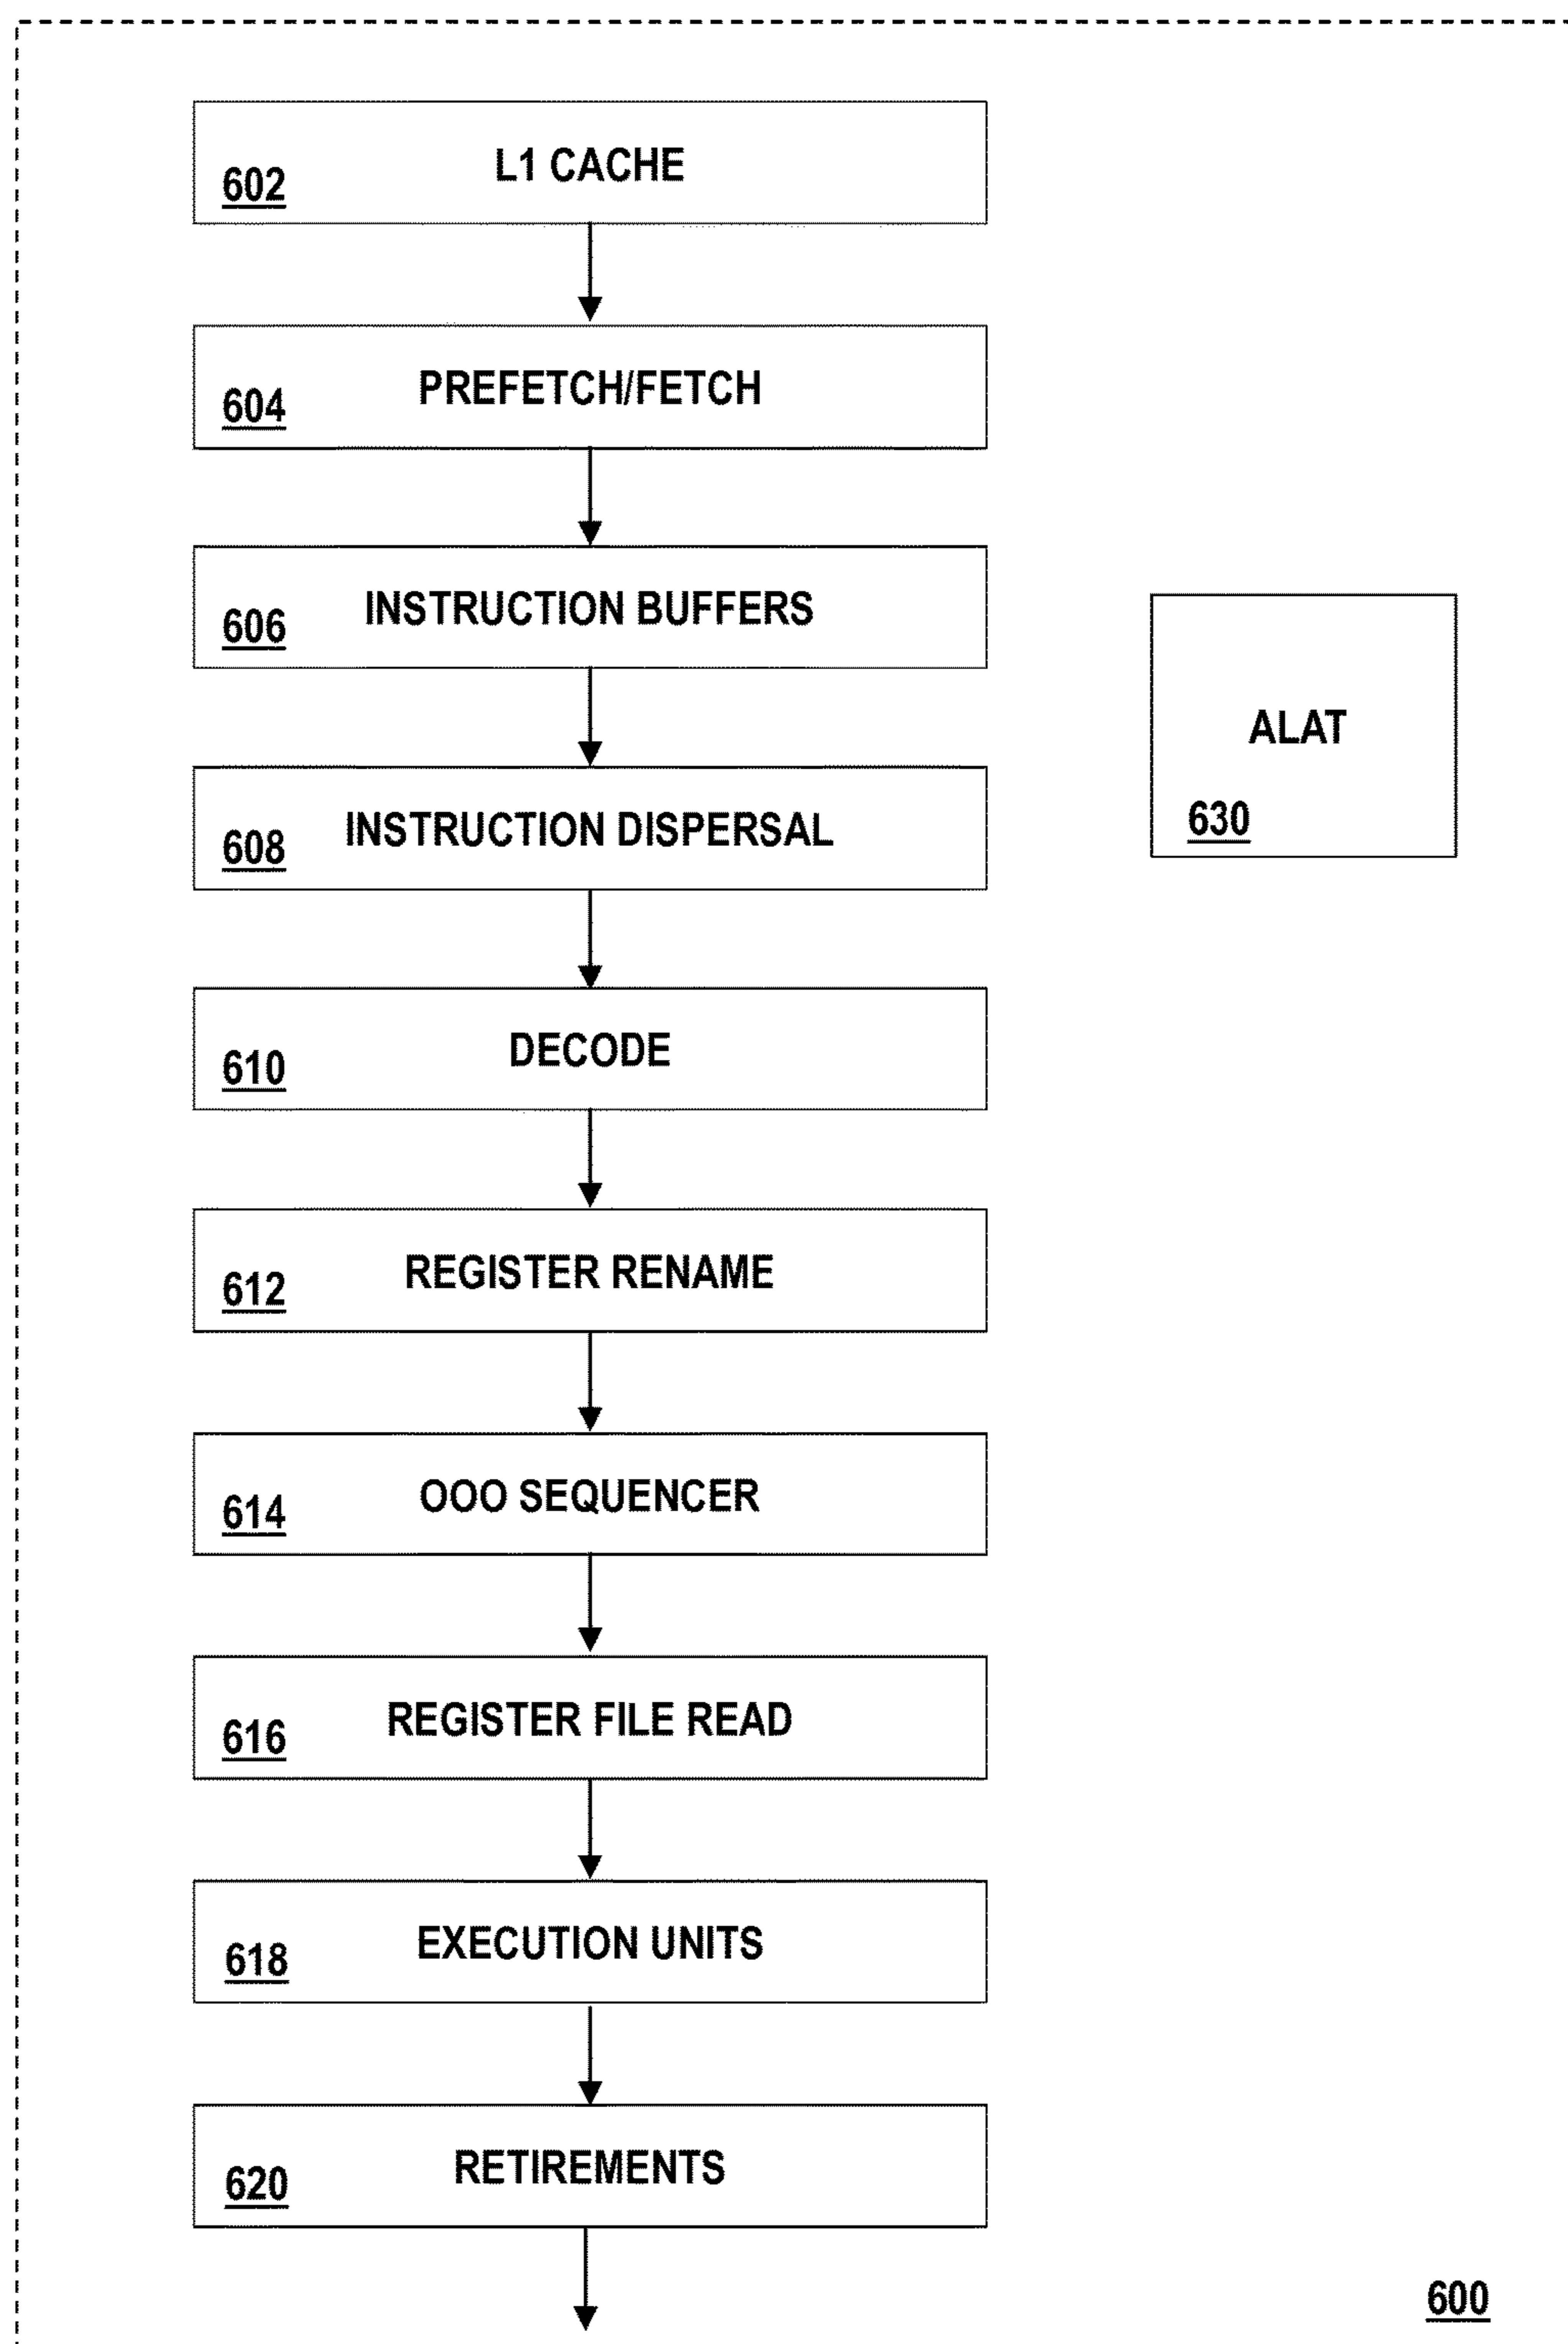 L1 CACHE
602
PREFETCH/FETCH
604
INSTRUCTION BUFFERS
606
INSTRUCTION DISPERSAL
608
ALAT
630
DECODE
610
REGISTER RENAME
612
OOO SEQUENCER
614
REGISTER FILE READ
616
EXECUTION UNITS
618
RETIREMENTS
620
600